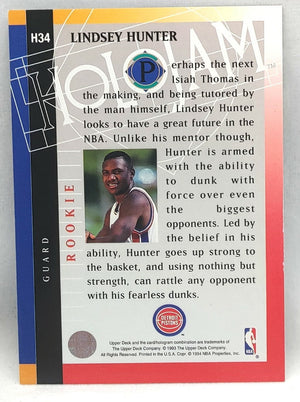 H34 LINDSEY HUNTER
HOLOJAM TM
Perhaps the next
Isiah Thomas in
the making, and being tutored by
the man himself, Lindsey Hunter
looks to have a great future in the
NBA. Unlike his mentor though,
Hunter is armed
with the ability
to dunk with
force over even
the biggest
opponents. Led
by the belief in his
ability, Hunter goes up strong to
the basket, and using nothing but
strength, can rattle any opponent
with his fearless dunks.
ROOKIE
GUARD
DETROIT
PISTONS
NBA
Upper Deck and the card/hologram combination are trademarks of
The Upper Deck Company. © 1993 The Upper Deck Company.
All Rights Reserved. Printed in the U.S.A. Copr. © 1994 NBA Properties, Inc.